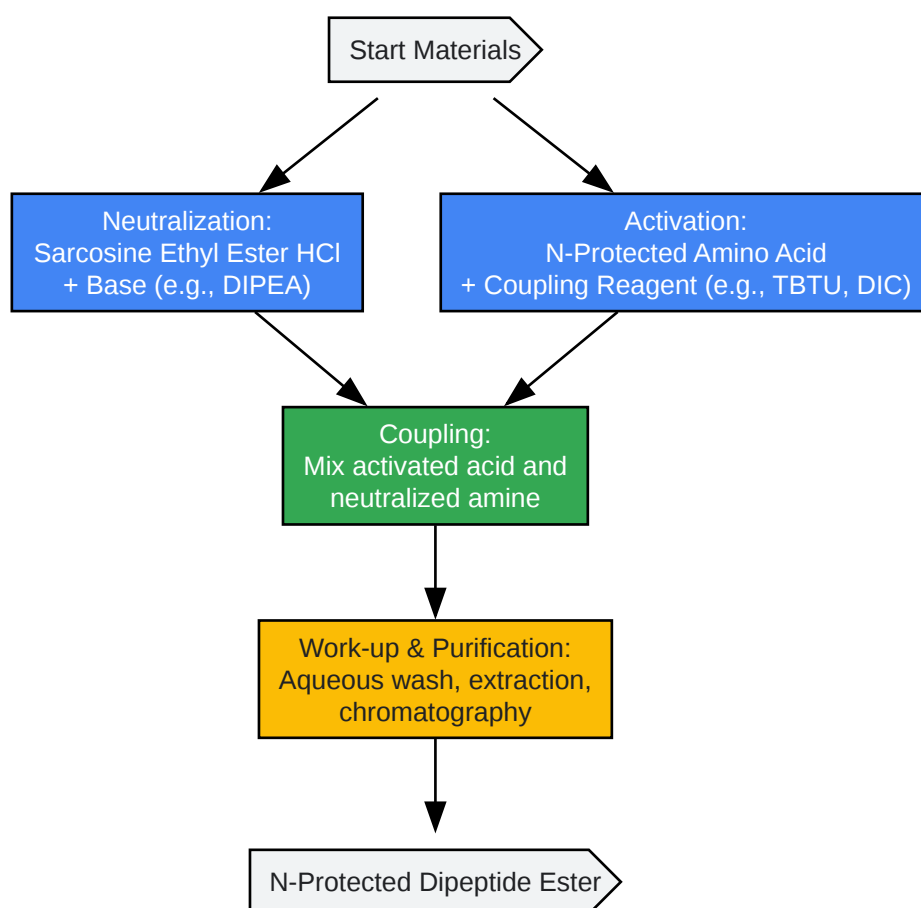 Start Materials
Neutralization:
Sarcosine Ethyl Ester HCl
+ Base (e.g., DIPEA)
Activation:
N-Protected Amino Acid
+ Coupling Reagent (e.g., TBTU, DIC)
Coupling:
Mix activated acid and
neutralized amine
Work-up & Purification:
Aqueous wash, extraction,
chromatography
N-Protected Dipeptide Ester